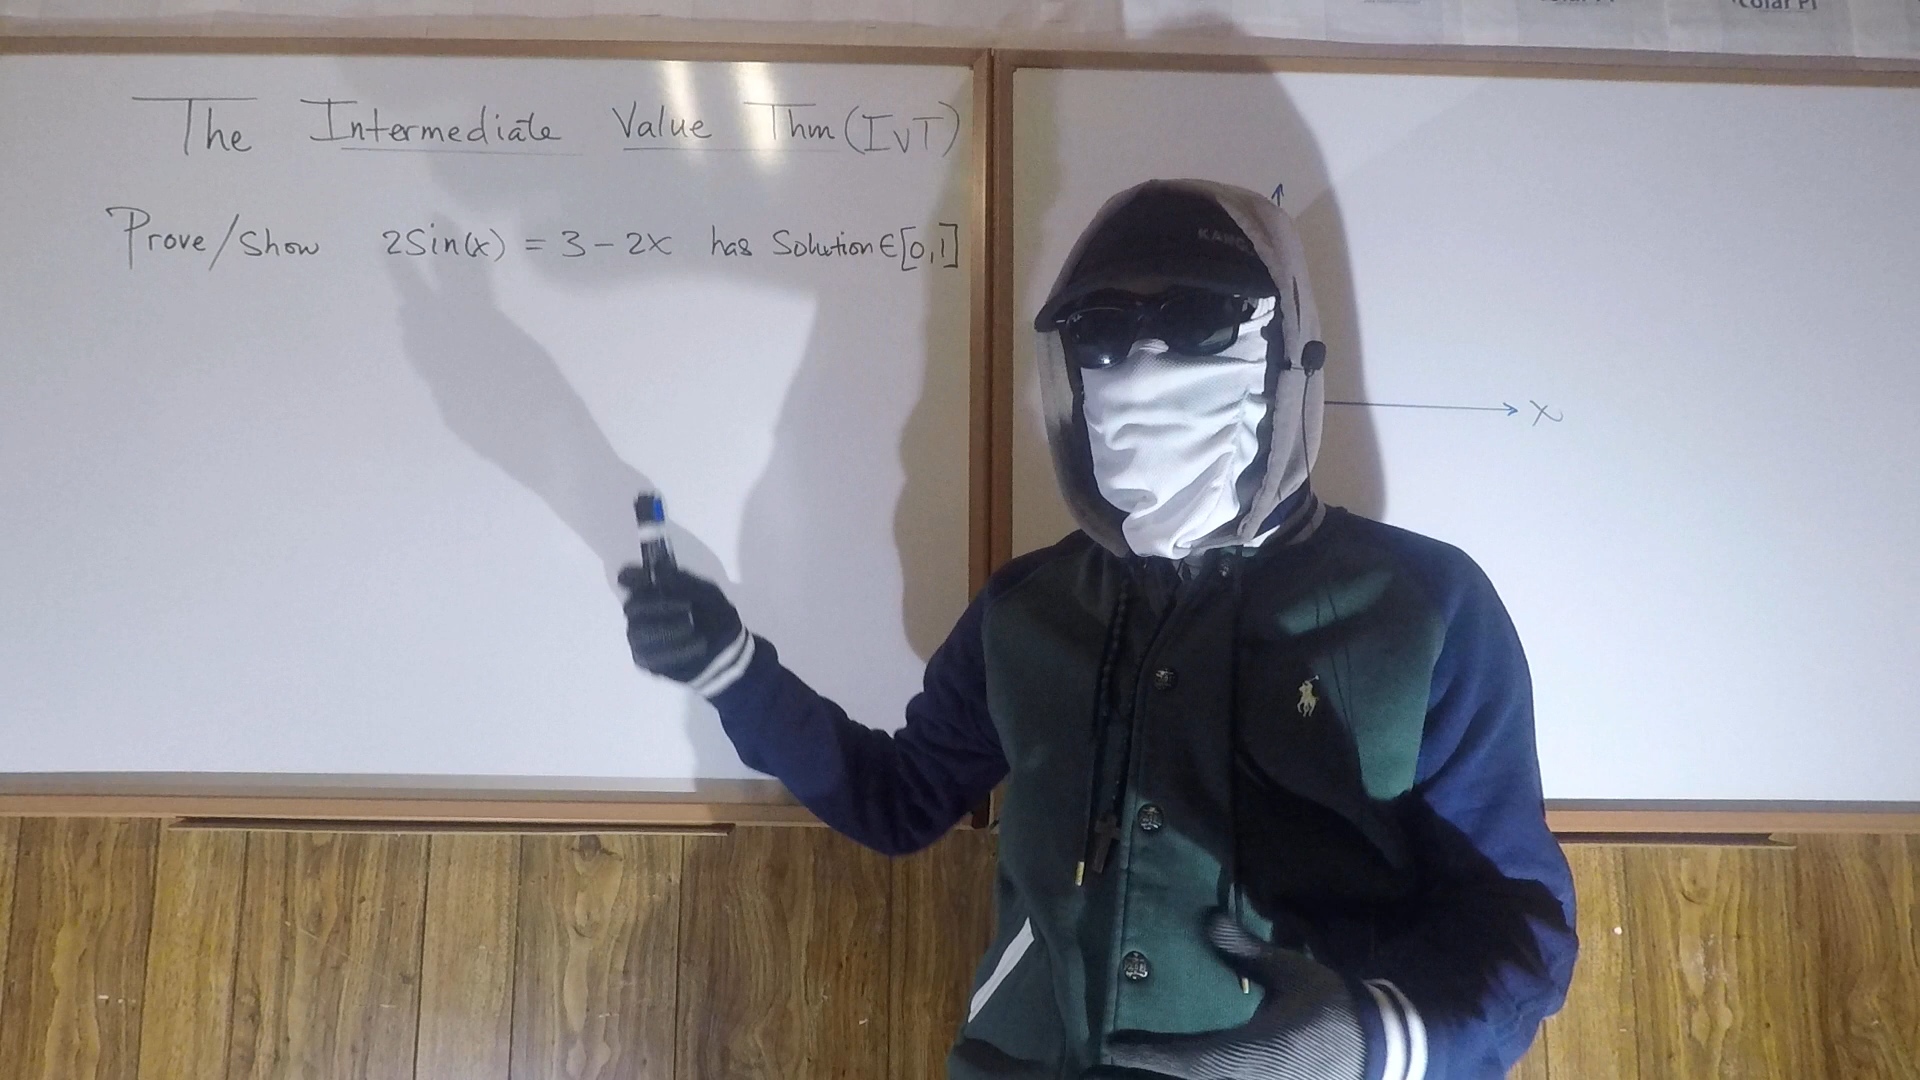 The Intermediate Value Thm (IVT)
Prove/Show 2Sin(x) = 3 - 2x has Solution ∈ [0,1]
x